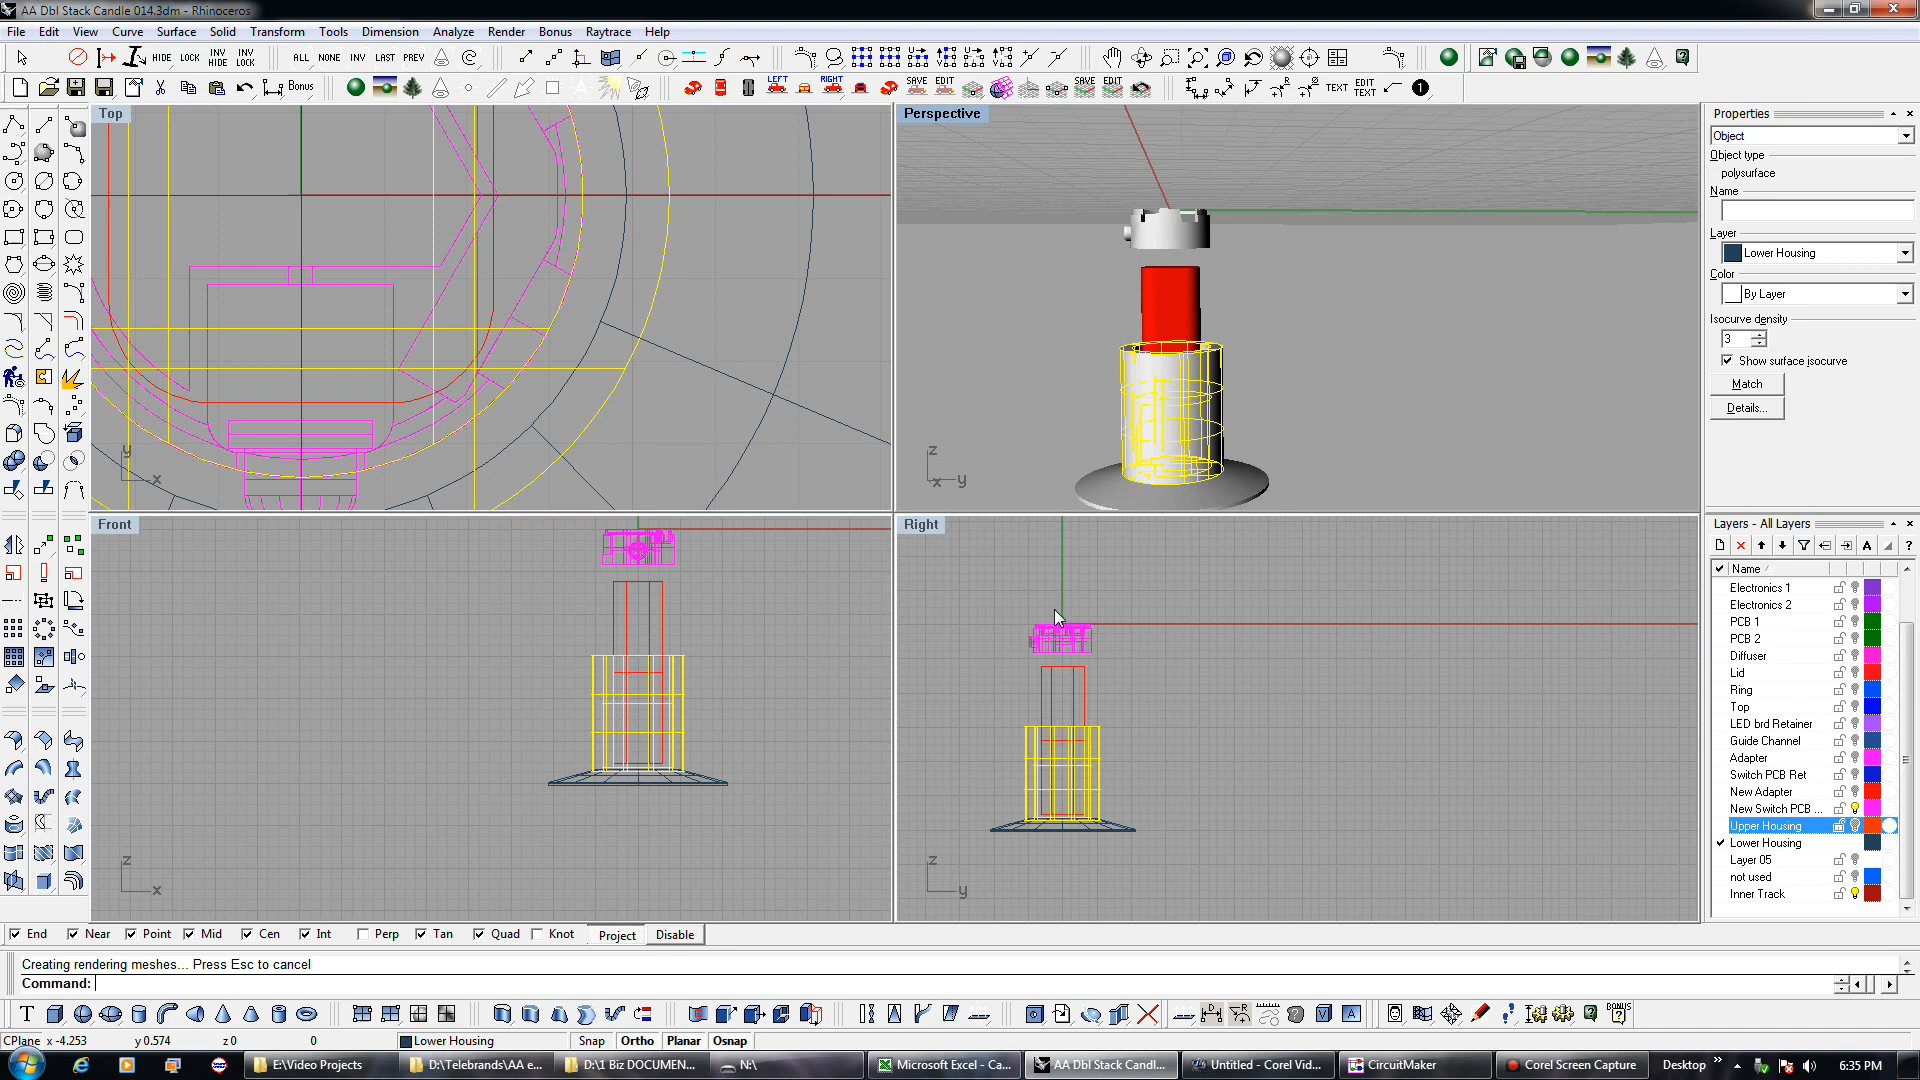 AA Dbl Stack Candle 014.3dm - Rhinoceros
File Edit View Curve Surface Solid Transform Tools Dimension Analyze Render Bonus Raytrace Help
HIDE LOCK INV HIDE INV LOCK ALL NONE INV LAST PREV
Bonus LEFT RIGHT SAVE EDIT SAVE EDIT TEXT EDIT TEXT 1
Top
Perspective
Front
Right
y
x
z
x y
z
x
z
y
Properties
Object
Object type
polysurface
Name
Layer
Lower Housing
Color
By Layer
Isocurve density
3
Show surface isocurve
Match
Details...
Layers - All Layers
A ?
Name
Electronics 1
Electronics 2
PCB 1
PCB 2
Diffuser
Lid
Ring
Top
LED brd Retainer
Guide Channel
Adapter
Switch PCB Ret
New Adapter
New Switch PCB ...
Upper Housing
Lower Housing
Layer 05
not used
Inner Track
End Near Point Mid Cen Int Perp Tan Quad Knot Project Disable
Creating rendering meshes... Press Esc to cancel
Command:
T BONUS
CPlane x -4.253 y 0.574 z 0 0 Lower Housing Snap Ortho Planar Osnap
E:\Video Projects D:\Telebrands\AA e... D:\1 Biz DOCUMEN... N:\ Microsoft Excel - Ca... AA Dbl Stack Candl... Untitled - Corel Vid... CircuitMaker Corel Screen Capture Desktop 6:35 PM